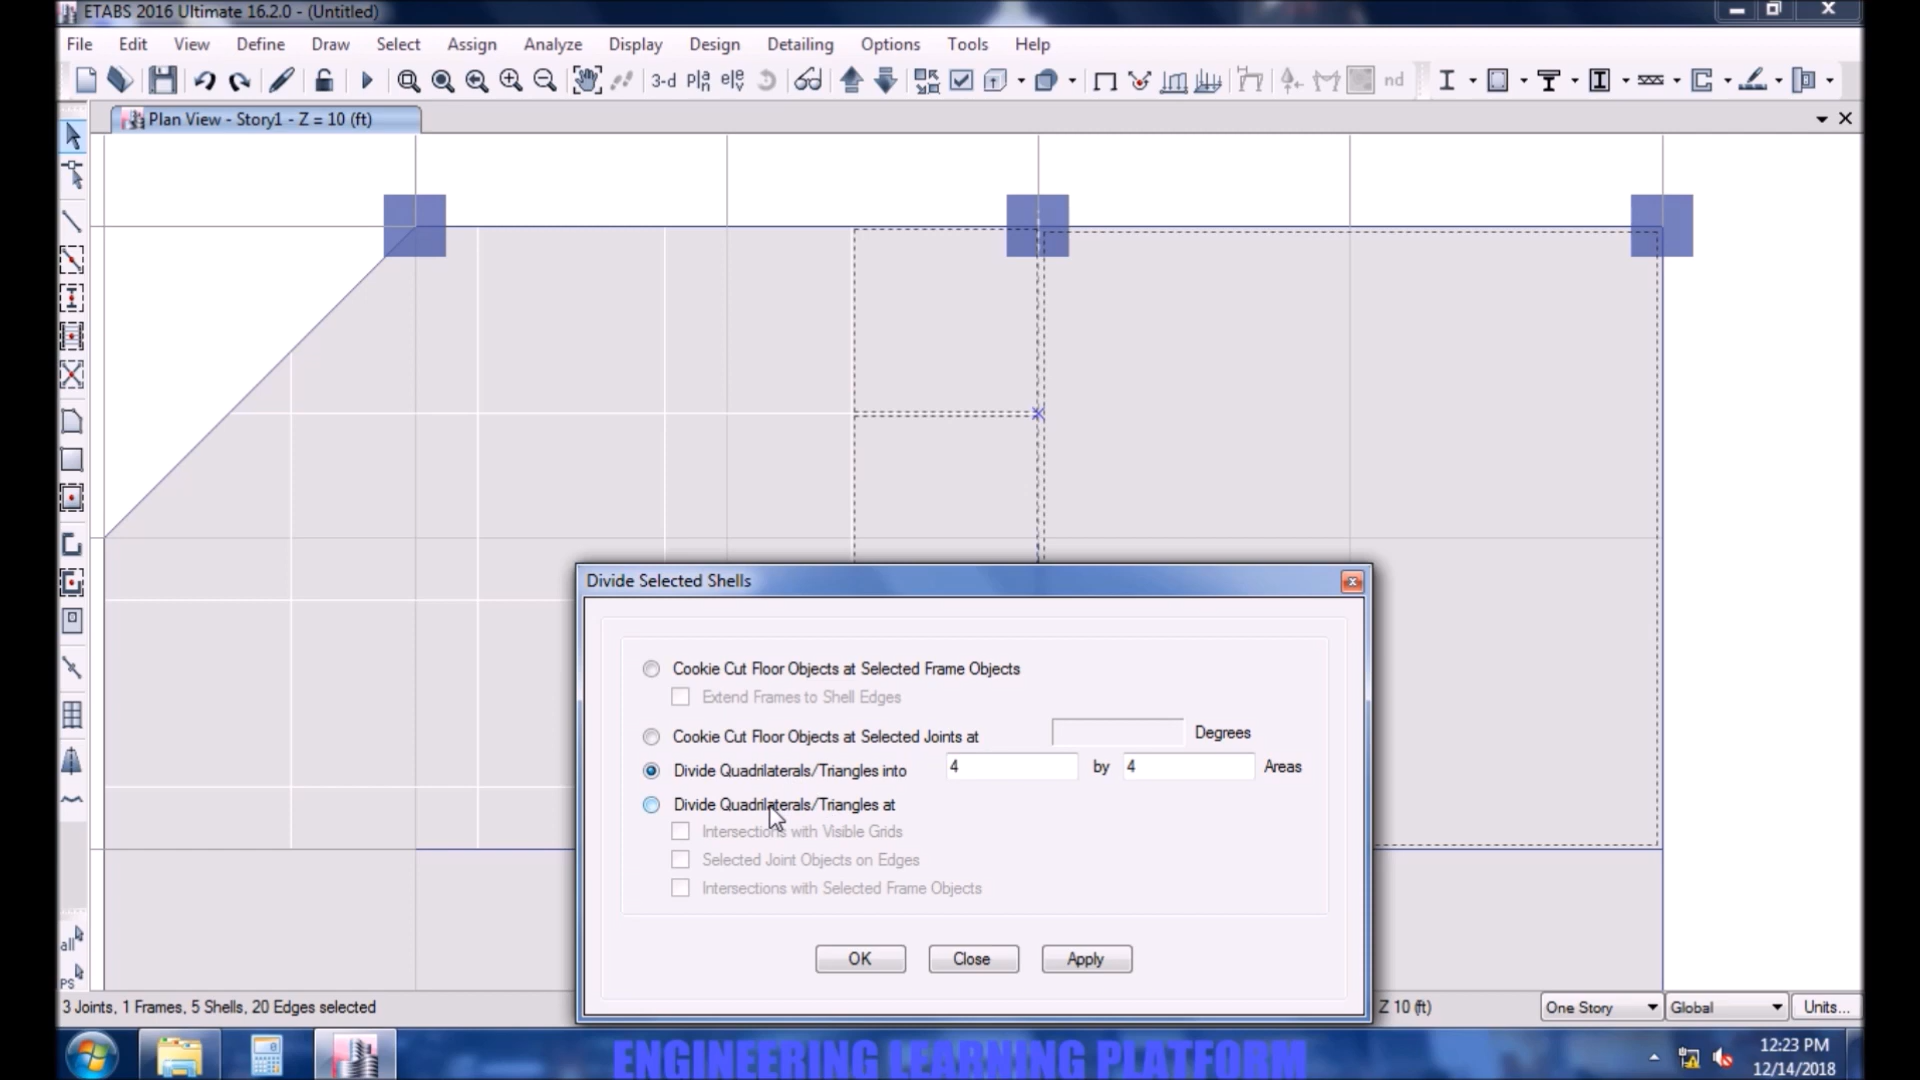 ETABS 2016 Ultimate 16.2.0 - (Untitled)
File Edit View Define Draw Select Assign Analyze Display Design Detailing Options Tools Help
3-d nd
Plan View - Story1 - Z = 10 (ft)
Divide Selected Shells
Cookie Cut Floor Objects at Selected Frame Objects
Extend Frames to Shell Edges
Cookie Cut Floor Objects at Selected Joints at Degrees
Divide Quadrilaterals/Triangles into 4 by 4 Areas
Divide Quadrilaterals/Triangles at
Intersections with Visible Grids
Selected Joint Objects on Edges
Intersections with Selected Frame Objects
OK Close Apply
all
PS
3 Joints, 1 Frames, 5 Shells, 20 Edges selected
Z 10 (ft) One Story Global Units...
ENGINEERING LEARNING PLATFORM
12:23 PM
12/14/2018